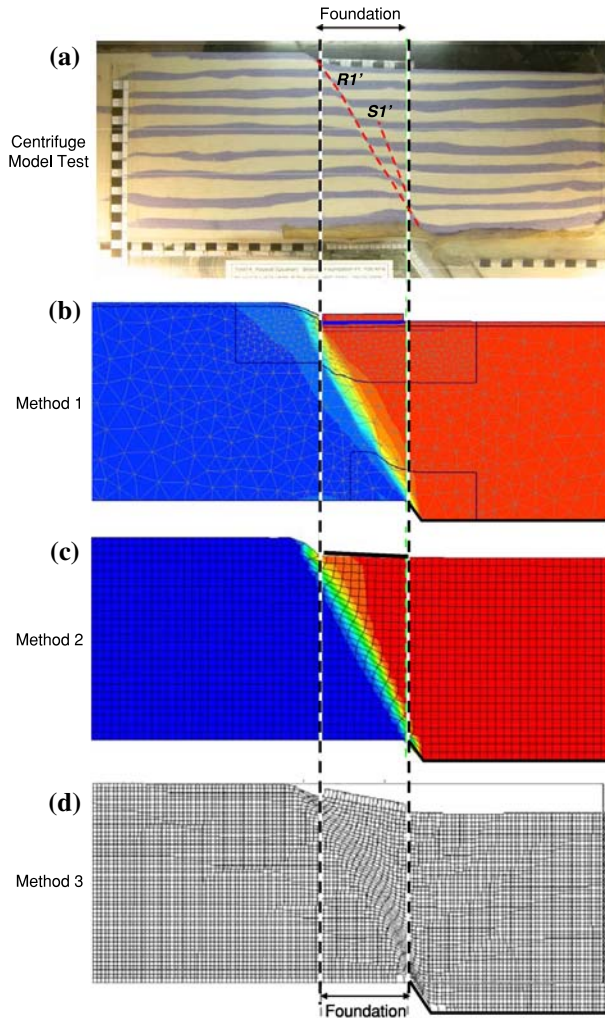 Foundation
(a)
R1'
S1'
Centrifuge
Model Test
(b)
Method 1
(c)
Method 2
(d)
Method 3
Foundation